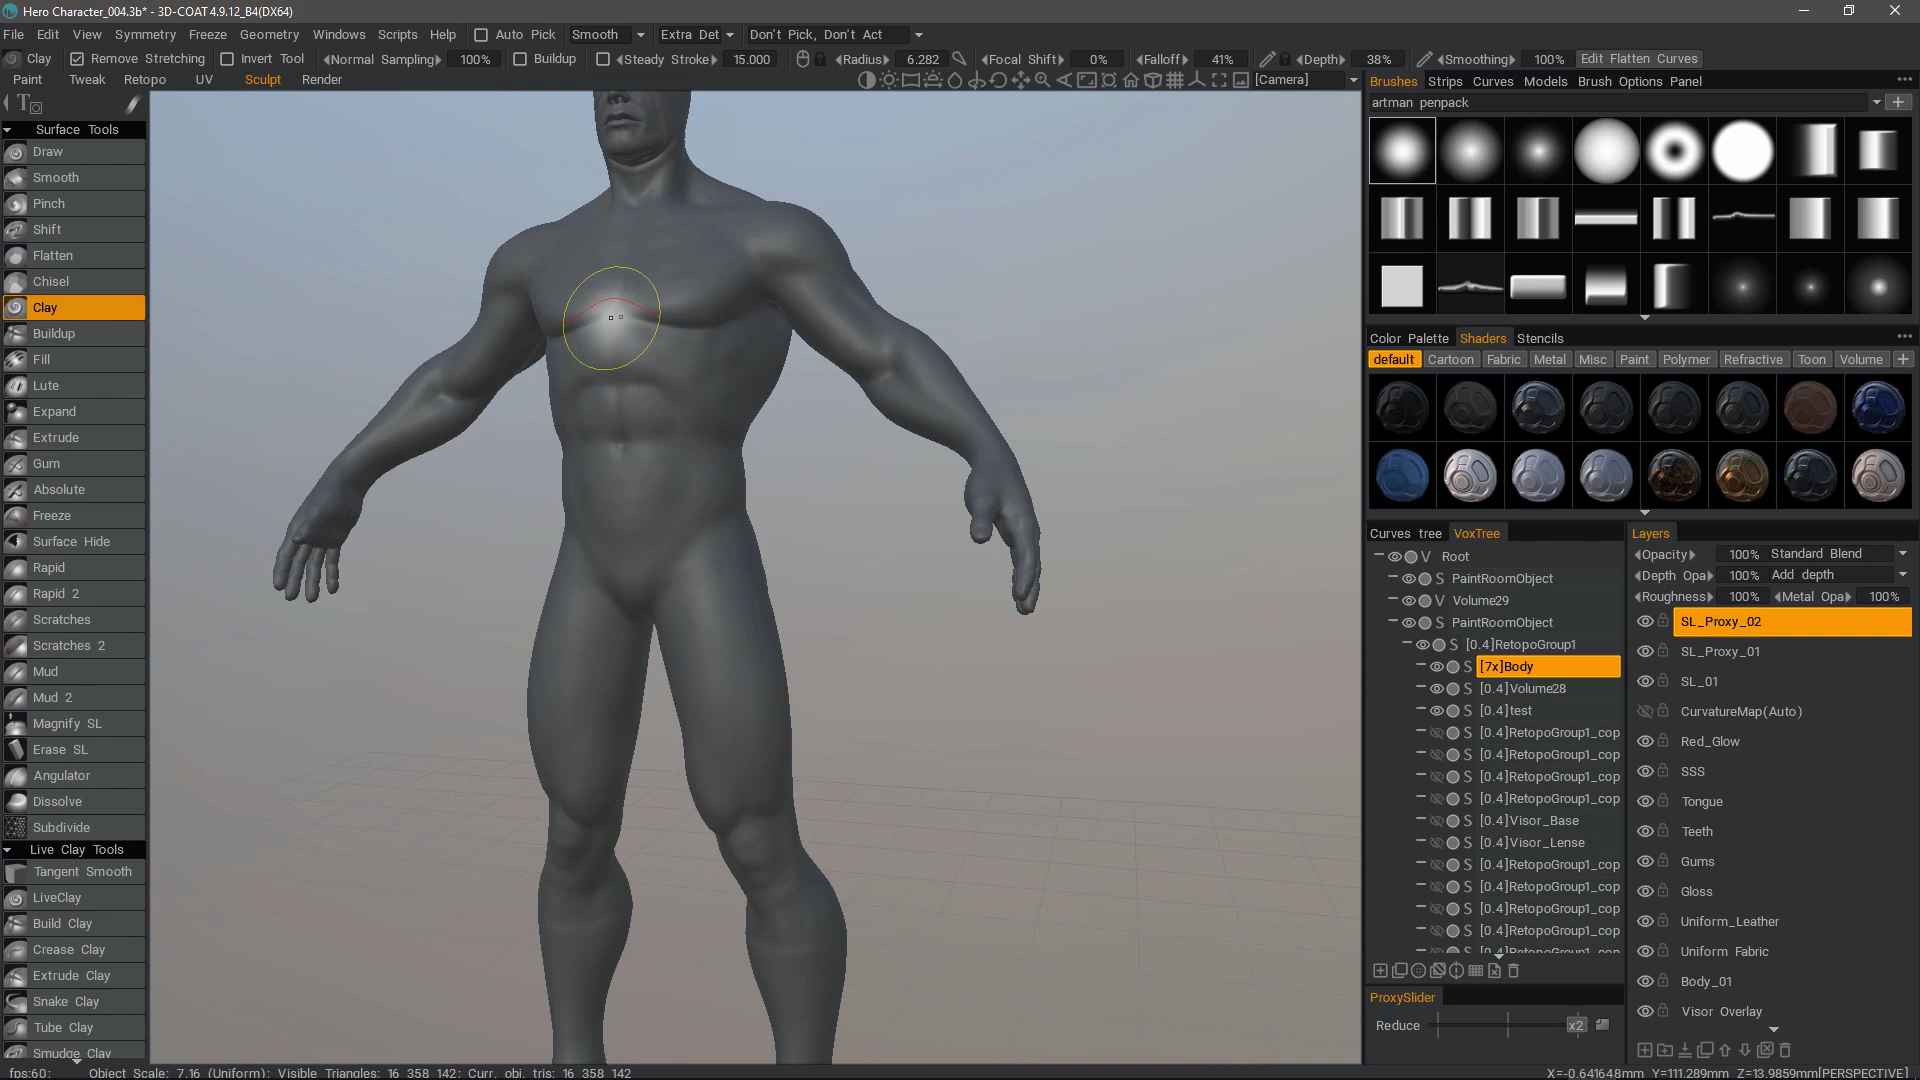 Hero Character_004.3b* - 3D-COAT 4.9.12_B4(DX64)
File Edit View Symmetry Freeze Geometry Windows Scripts Help Auto Pick Smooth Extra Det Don't Pick, Don't Act
Clay Remove Stretching Invert Tool Normal Sampling 100% Buildup Steady Stroke 15.000 Radius 6.282 Focal Shift 0% Falloff 41% Depth 38% Smoothing 100% Edit Flatten Curves
Paint Tweak Retopo UV Sculpt Render [Camera]
Surface Tools
Draw
Smooth
Pinch
Shift
Flatten
Chisel
Clay
Buildup
Fill
Lute
Expand
Extrude
Gum
Absolute
Freeze
Surface Hide
Rapid
Rapid 2
Scratches
Scratches 2
Mud
Mud 2
Magnify SL
Erase SL
Angulator
Dissolve
Subdivide
Live Clay Tools
Tangent Smooth
LiveClay
Build Clay
Crease Clay
Extrude Clay
Snake Clay
Tube Clay
Smudge Clay
Brushes Strips Curves Models Brush Options Panel
artman penpack
Color Palette Shaders Stencils
default Cartoon Fabric Metal Misc Paint Polymer Refractive Toon Volume
Curves tree VoxTree
V Root
S PaintRoomObject
V Volume29
S PaintRoomObject
S [0.4]RetopoGroup1
S [7x]Body
S [0.4]Volume28
S [0.4]test
S [0.4]RetopoGroup1_cop
S [0.4]RetopoGroup1_cop
S [0.4]RetopoGroup1_cop
S [0.4]RetopoGroup1_cop
S [0.4]Visor_Base
S [0.4]Visor_Lense
S [0.4]RetopoGroup1_cop
S [0.4]RetopoGroup1_cop
S [0.4]RetopoGroup1_cop
S [0.4]RetopoGroup1_cop
S [0.4]RetopoGroup1_cop
ProxySlider
Reduce x2
Layers
Opacity 100% Standard Blend
Depth Opa 100% Add depth
Roughness 100% Metal Opa 100%
SL_Proxy_02
SL_Proxy_01
SL_01
CurvatureMap(Auto)
Red_Glow
SSS
Tongue
Teeth
Gums
Gloss
Uniform_Leather
Uniform Fabric
Body_01
Visor Overlay
fps:60; Object Scale: 7.16 (Uniform); Visible Triangles: 16 358 142; Curr. obj. tris: 16 358 142 X=-0.641648mm Y=111.289mm Z=13.9859mm[PERSPECTIVE]